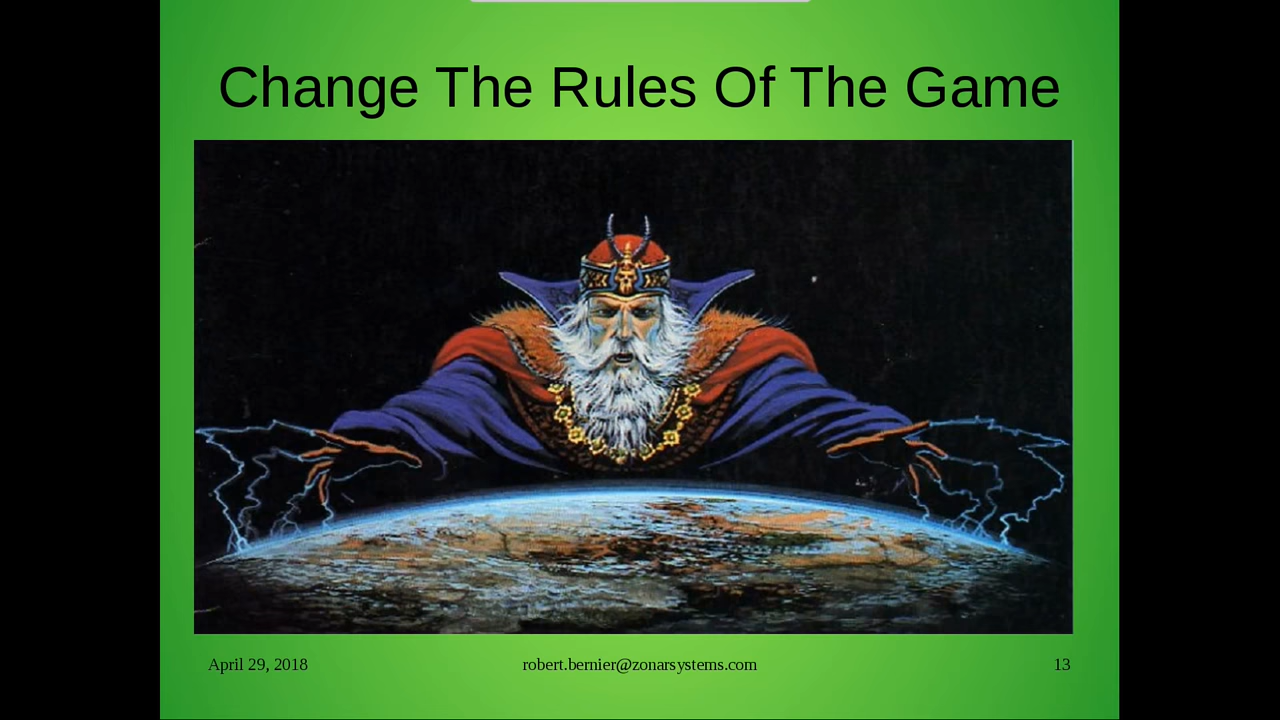 Change The Rules Of The Game
April 29, 2018
robert.bernier@zonarsystems.com
13